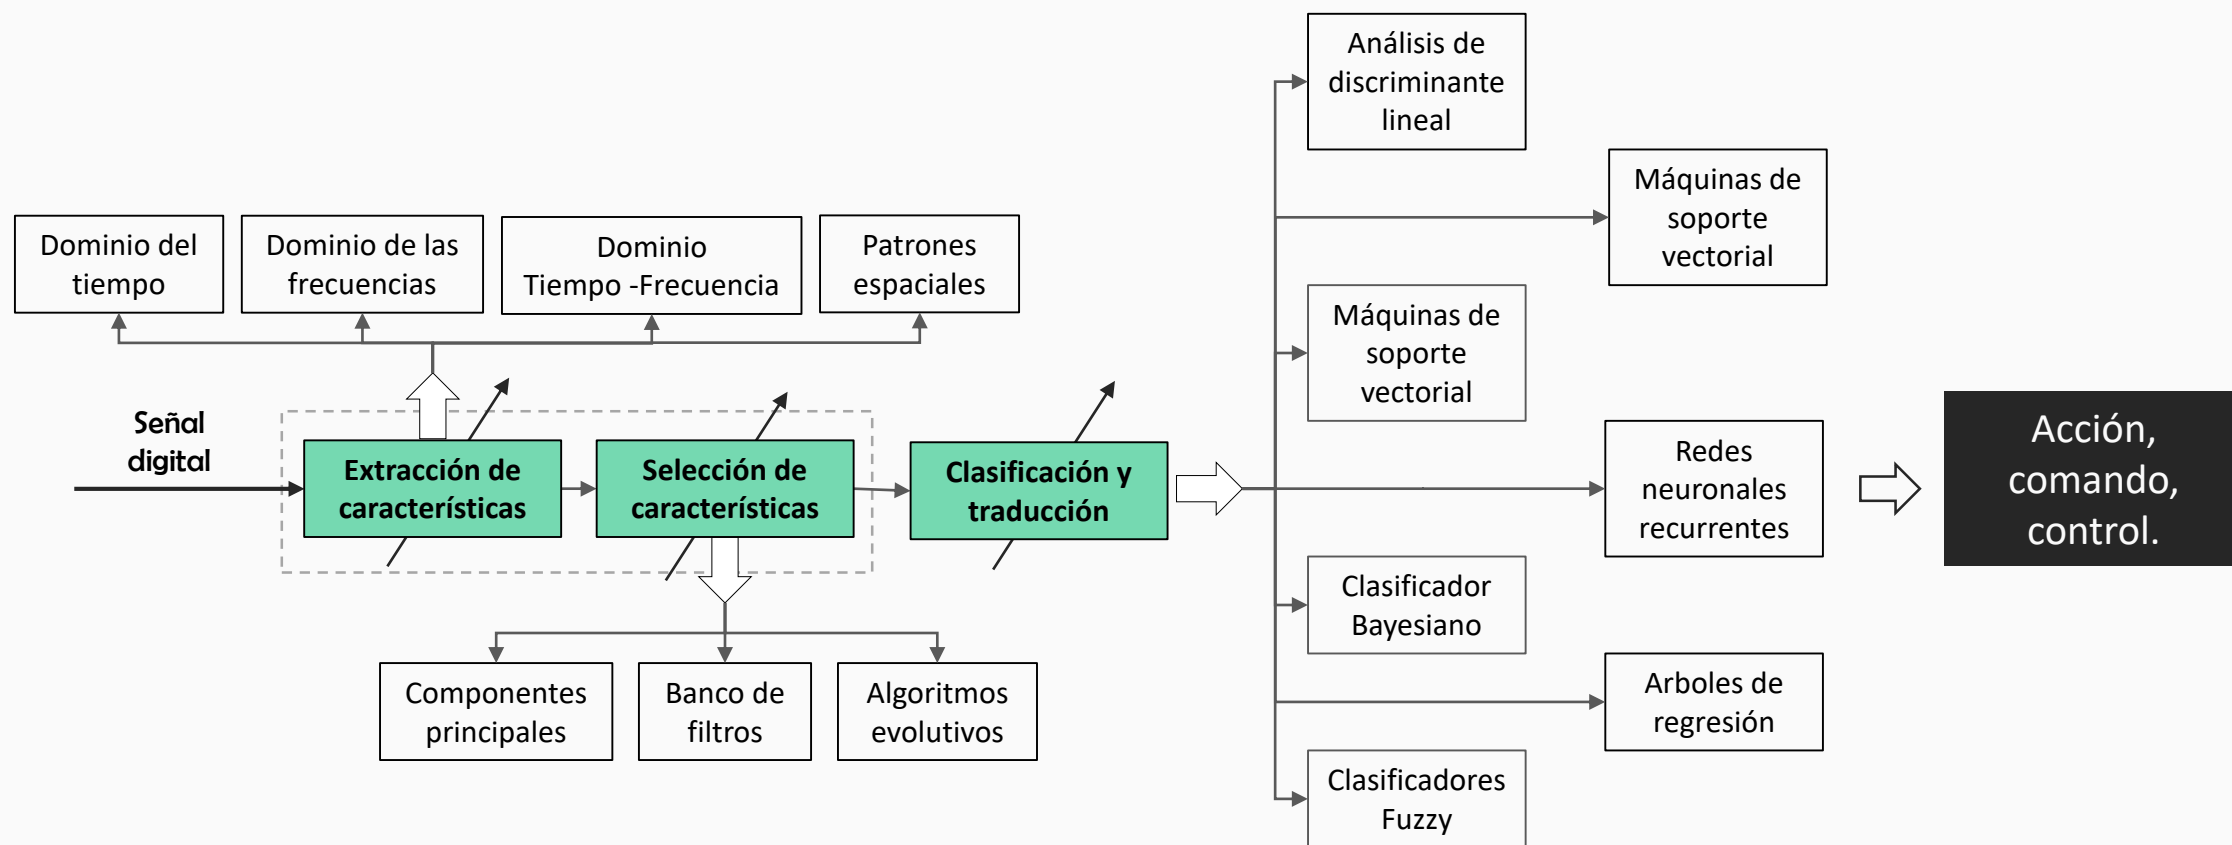 Análisis de
discriminante
lineal
Máquinas de
soporte
vectorial
Dominio del
tiempo
Dominio de las
frecuencias
Dominio
Tiempo -Frecuencia
Patrones
espaciales
Máquinas de
soporte
vectorial
Señal
digital
Extracción de
características
Selección de
características
Clasificación y
traducción
Redes
neuronales
recurrentes
Acción,
comando,
control.
Clasificador
Bayesiano
Componentes
principales
Banco de
filtros
Algoritmos
evolutivos
Arboles de
regresión
Clasificadores
Fuzzy